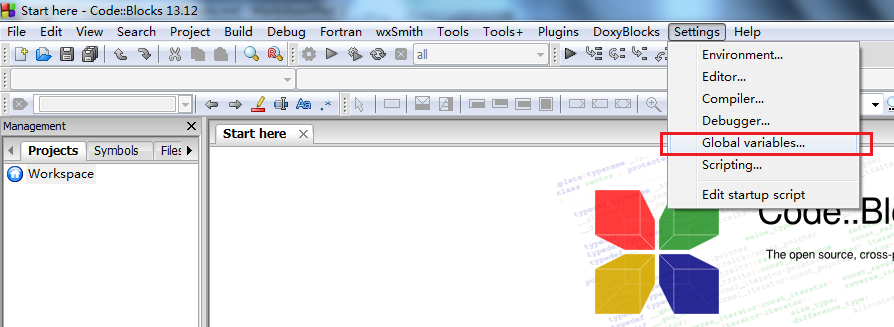 Start here - Code::Blocks 13.12
File Edit View Search Project Build Debug Fortran wxSmith Tools Tools+ Plugins DoxyBlocks Settings Help
all
Environment...
Editor...
Compiler...
Debugger...
Global variables...
Scripting...
Edit startup script
Aa .*
Management
Start here
Projects Symbols Files
Workspace
Code::Blo
The open source, cross-p